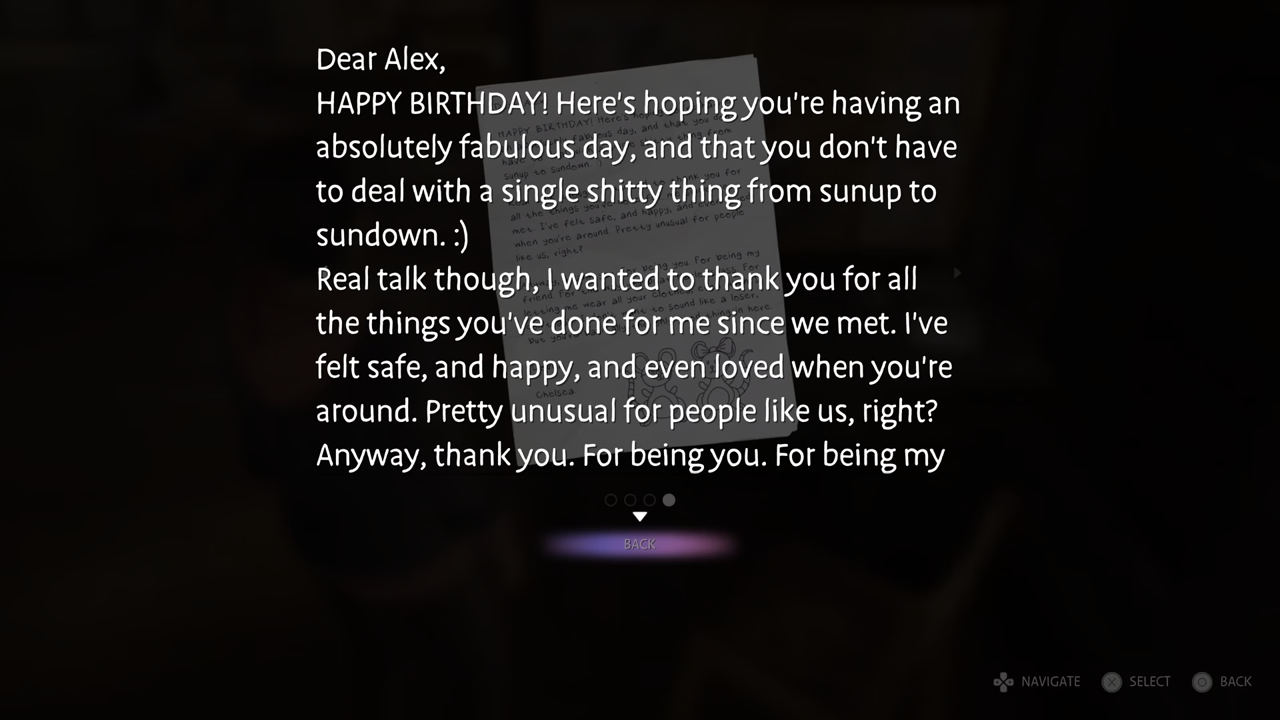 Dear Alex,
HAPPY BIRTHDAY! Here's hoping you're having an
absolutely fabulous day, and that you don't have
to deal with a single shitty thing from sunup to
sundown. :)
Real talk though, I wanted to thank you for all
the things you've done for me since we met. I've
felt safe, and happy, and even loved when you're
around. Pretty unusual for people like us, right?
Anyway, thank you. For being you. For being my
Chelsea
BACK
NAVIGATE SELECT BACK